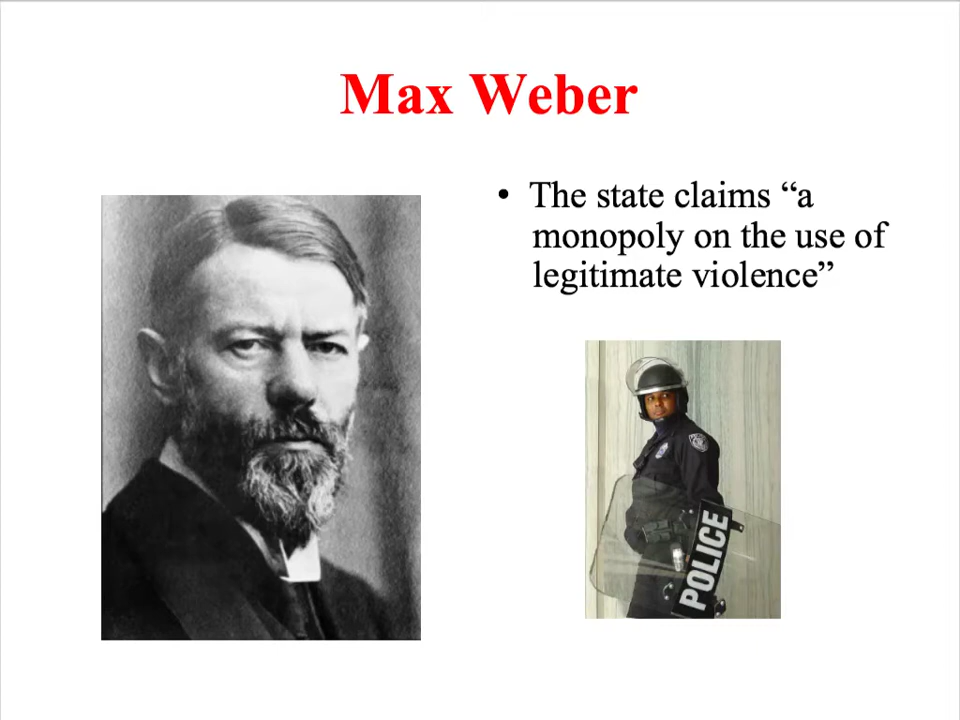 Max Weber
• The state claims “a
monopoly on the use of
legitimate violence”
POLICE